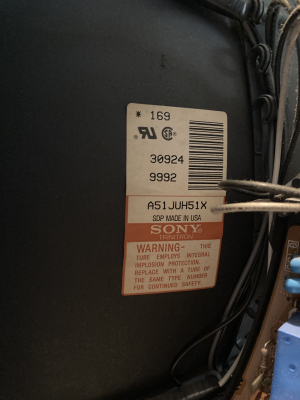 * 169
30924
9992
A51JUH51X
SDP MADE IN USA
SONY®
TRINITRON
WARNING- THIS
TUBE EMPLOYS INTEGRAL
IMPLOSION PROTECTION.
REPLACE WITH A TUBE OF
THE SAME TYPE NUMBER
FOR CONTINUED SAFETY.